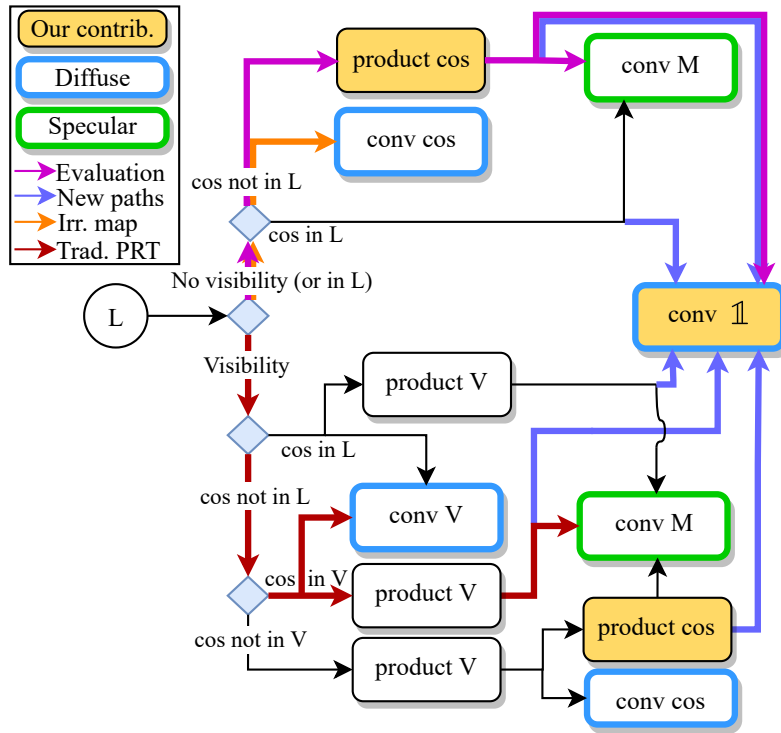 Our contrib.
Diffuse
Specular
Evaluation
New paths
Irr. map
Trad. PRT
product cos
conv M
conv cos
cos not in L
cos in L
No visibility (or in L)
L
conv 𝟙
Visibility
product V
cos in L
cos not in L
conv V
conv M
cos in V
product V
cos not in V
product cos
product V
conv cos